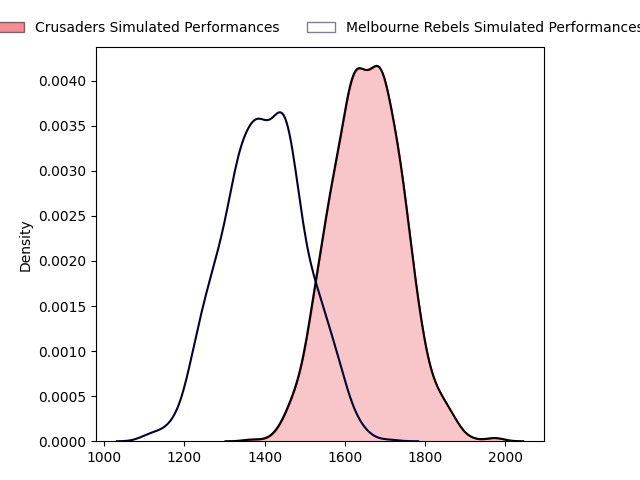 Crusaders Simulated Performances
Melbourne Rebels Simulated Performances
0.0040
0.0035
0.0030
0.0025
0.0020
0.0015
0.0010
0.0005
0.0000
Density
1000 1200 1400 1600 1800 2000